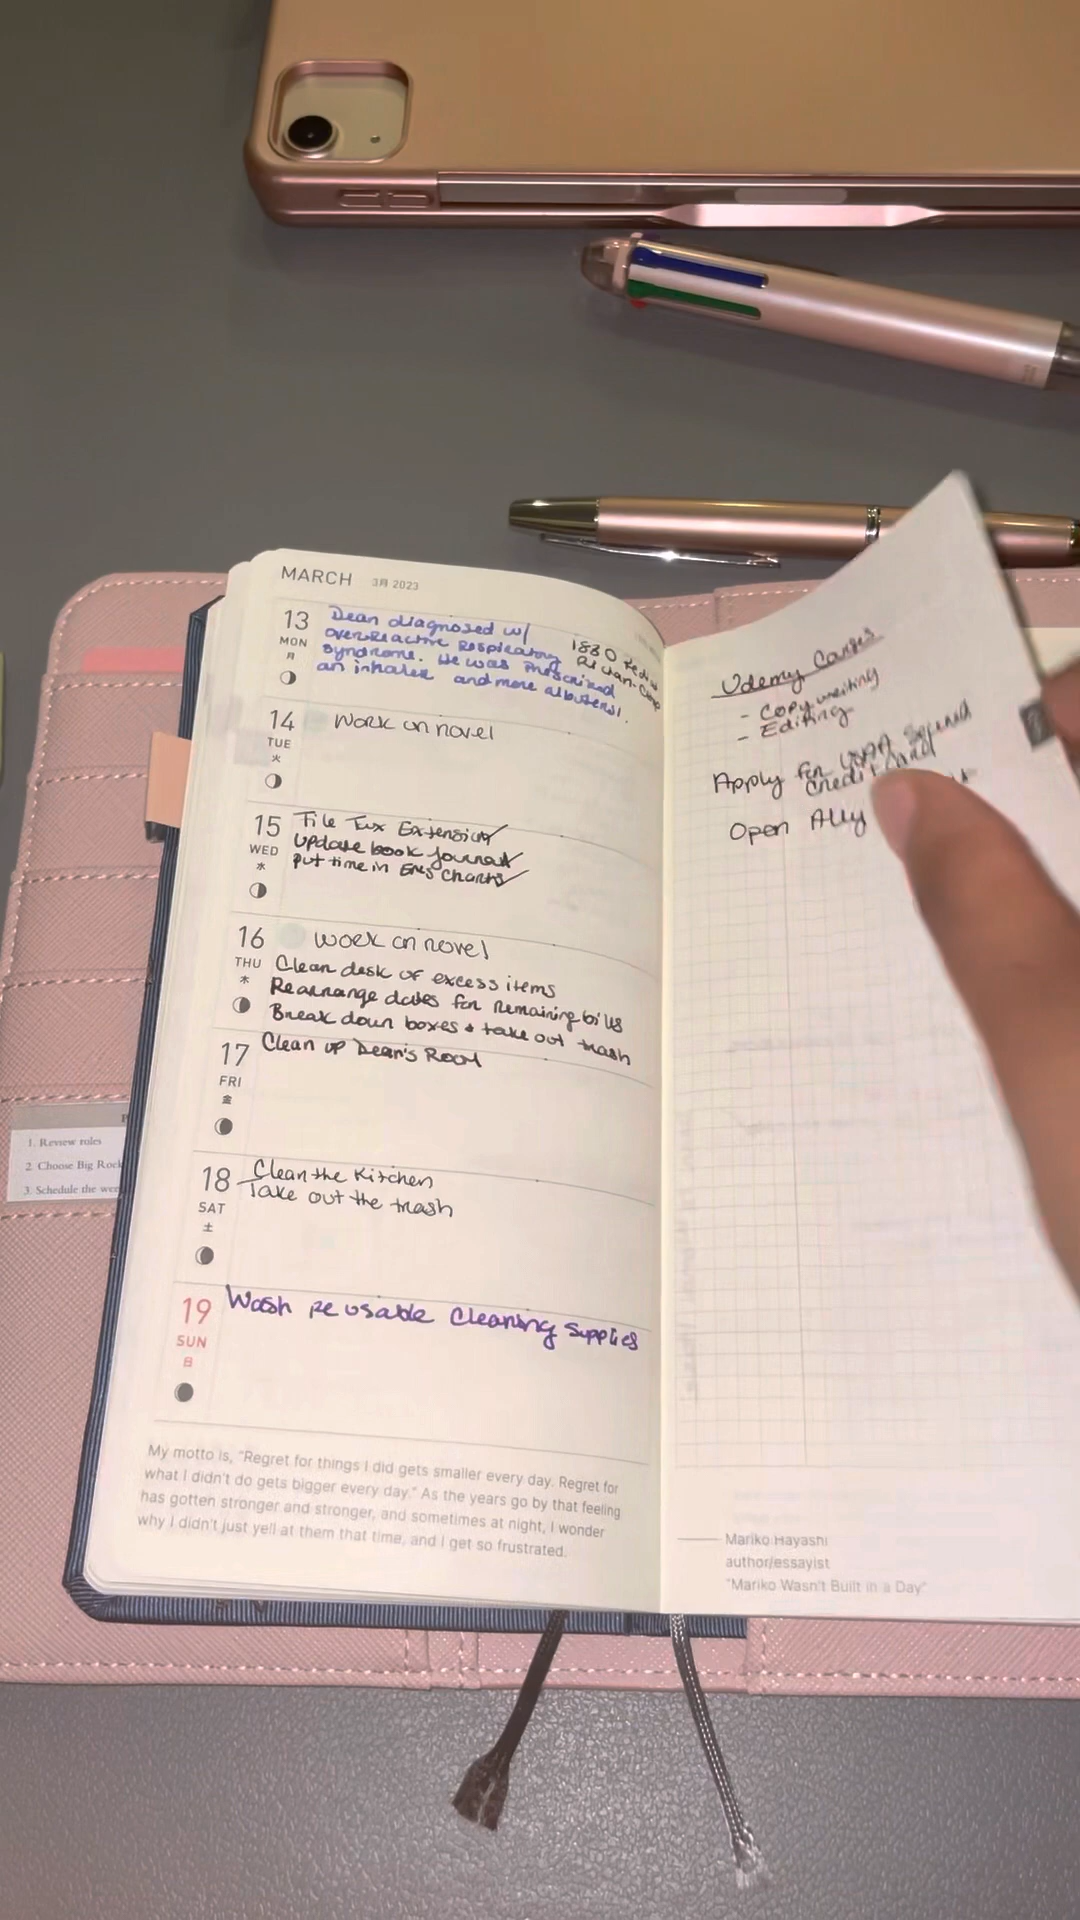 MARCH 3月 2023
13
MON
月
Dean diagnosed w/
overreactive respiratory
syndrome. He was prescribed
an inhaler and more albuterol.
1830
14
TUE
火
Work on novel
15
WED
水
File Tax Extension
Update book journal
put time in
16
THU
木
Work on novel
Clean desk of excess items
Rearrange dates for remaining bills
Break down boxes & take out trash
17
FRI
金
Clean up Dean's Room
18
SAT
土
Clean the Kitchen
Take out the trash
19
SUN
日
Wash reusable Cleaning Supplies
My motto is, "Regret for things I did gets smaller every day. Regret for
what I didn't do gets bigger every day." As the years go by that feeling
has gotten stronger and stronger, and sometimes at night, I wonder
why I didn't just yell at them that time, and I get so frustrated.
Udemy
- Copywriting
- Editing
Apply for USAA Secured
Credit Card
Open Ally
Mariko Hayashi
author/essayist
"Mariko Wasn't Built in a Day"
1. Review roles
2. Choose Big Rock
3. Schedule the